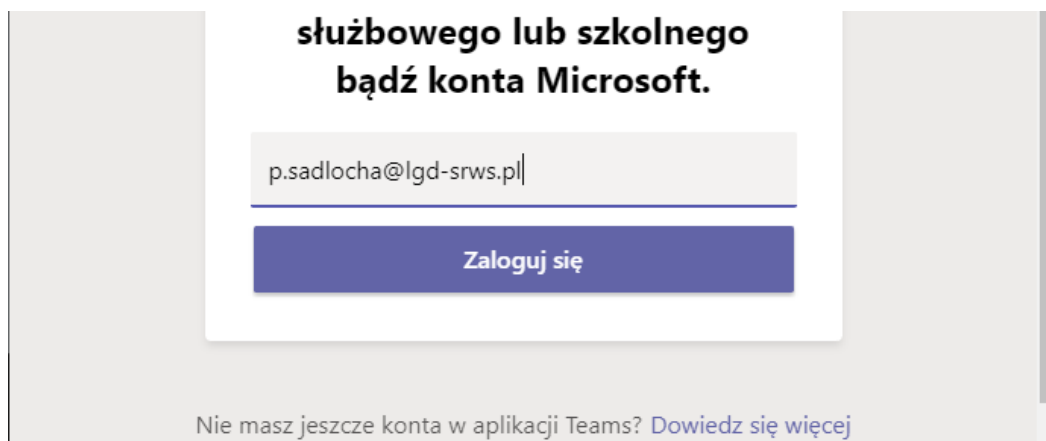 służbowego lub szkolnego
bądź konta Microsoft.
p.sadlocha@lgd-srws.pl
Zaloguj się
Nie masz jeszcze konta w aplikacji Teams? Dowiedz się więcej